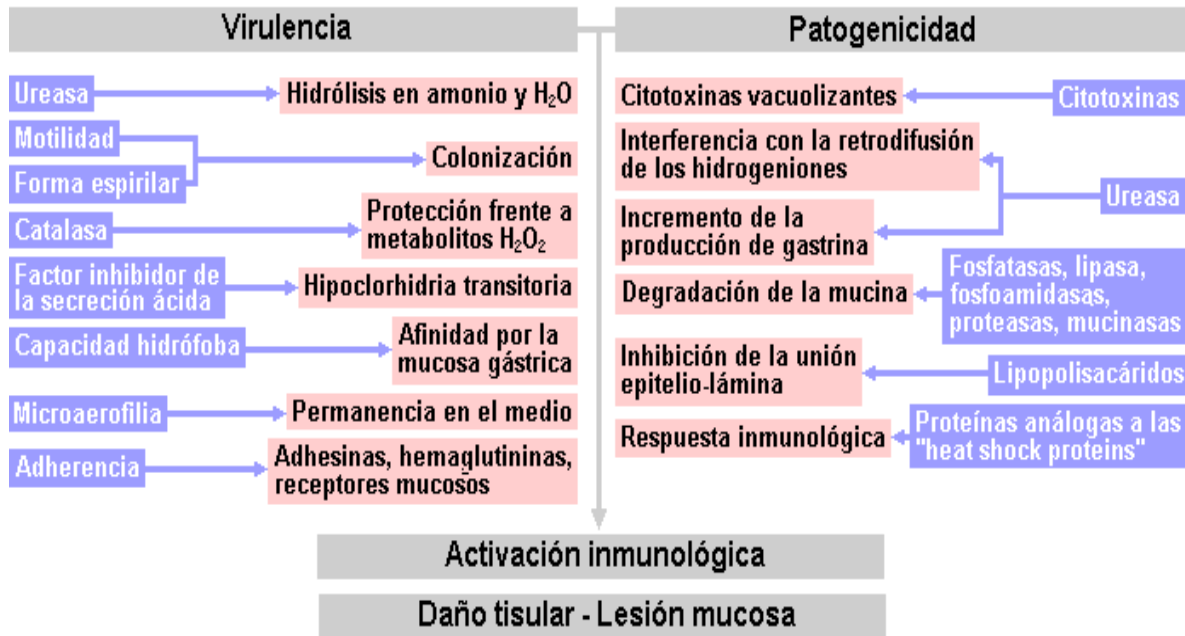 Virulencia
Patogenicidad
Ureasa
Hidrólisis en amonio y H₂O
Motilidad
Forma espirilar
Colonización
Catalasa
Protección frente a
metabolitos H₂O₂
Factor inhibidor de
la secreción ácida
Hipoclorhidria transitoria
Capacidad hidrófoba
Afinidad por la
mucosa gástrica
Microaerofilia
Permanencia en el medio
Adherencia
Adhesinas, hemaglutininas,
receptores mucosos
Citotoxinas vacuolizantes
Citotoxinas
Interferencia con la retrodifusión
de los hidrogeniones
Incremento de la
producción de gastrina
Ureasa
Degradación de la mucina
Fosfatasas, lipasa,
fosfoamidasas,
proteasas, mucinasas
Inhibición de la unión
epitelio-lámina
Lipopolisacáridos
Respuesta inmunológica
Proteínas análogas a las
"heat shock proteins"
Activación inmunológica
Daño tisular - Lesión mucosa